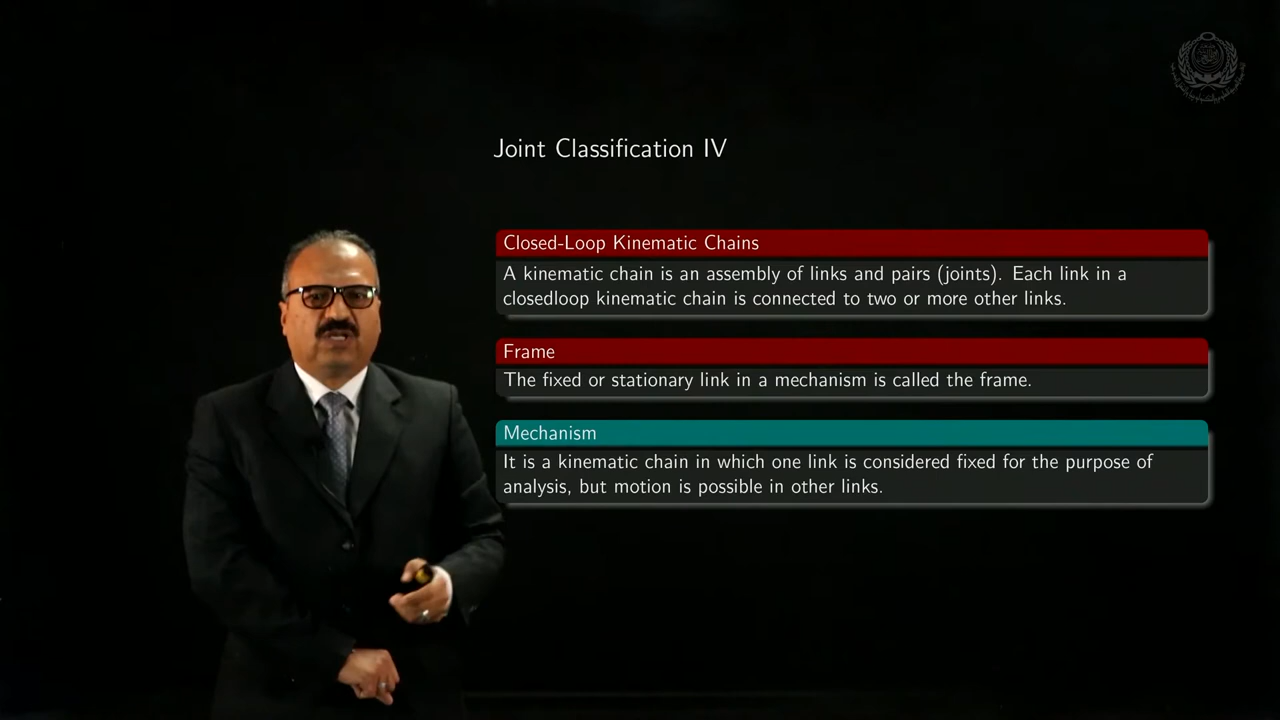 Joint Classification IV
Closed-Loop Kinematic Chains
A kinematic chain is an assembly of links and pairs (joints). Each link in a
closedloop kinematic chain is connected to two or more other links.
Frame
The fixed or stationary link in a mechanism is called the frame.
Mechanism
It is a kinematic chain in which one link is considered fixed for the purpose of
analysis, but motion is possible in other links.